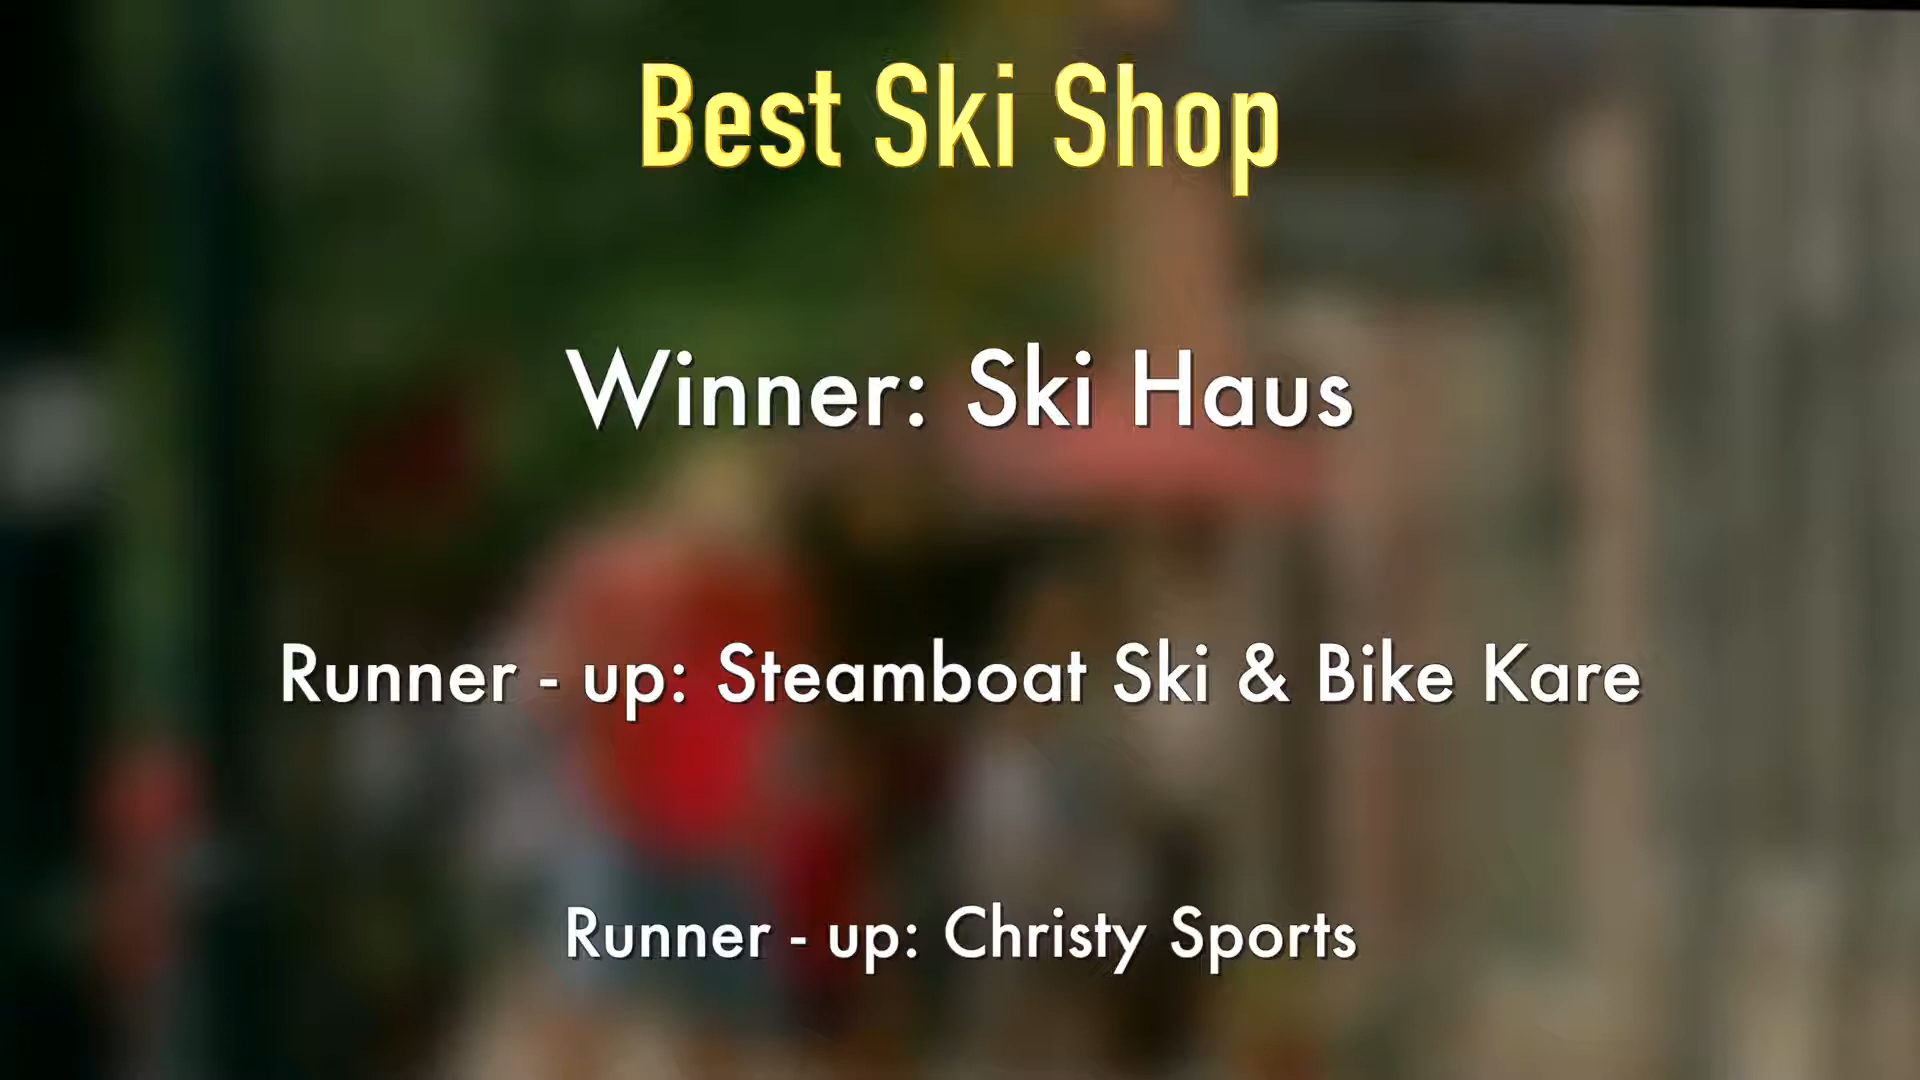 Best Ski Shop
Winner: Ski Haus
Runner - up: Steamboat Ski & Bike Kare
Runner - up: Christy Sports